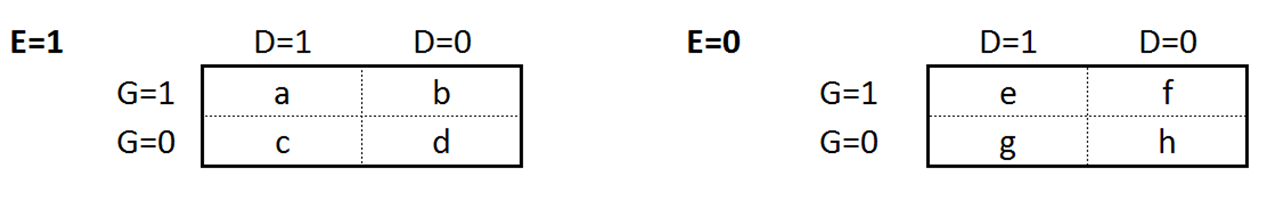 E=1 D=1 D=0 E=0 D=1 D=0
G=1 a b G=1 e f
G=0 c d G=0 g h